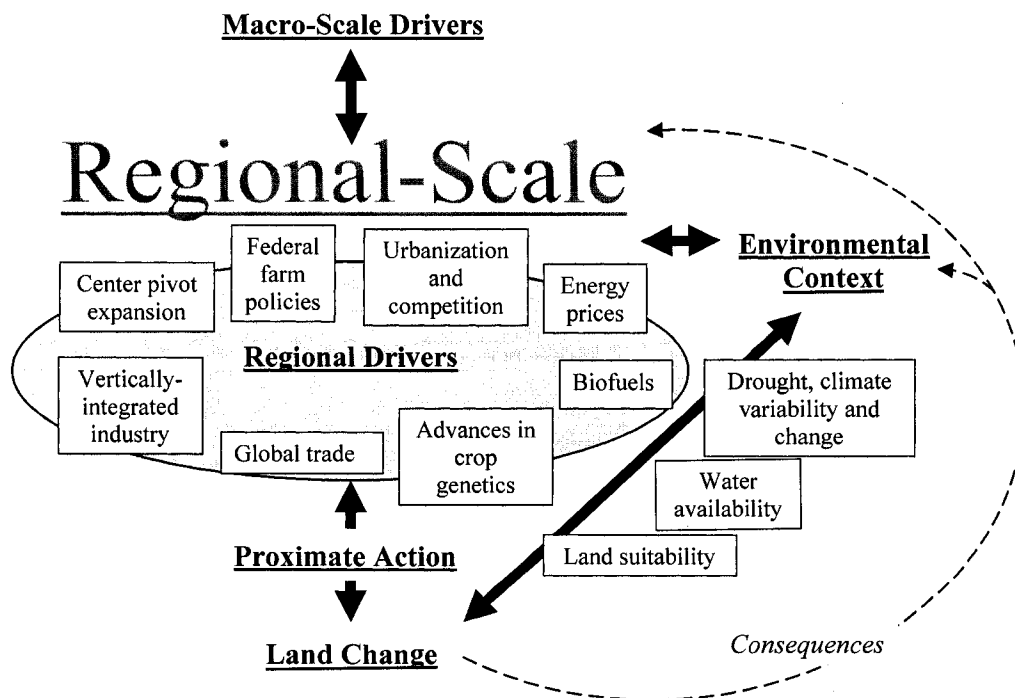 Macro-Scale Drivers
Regional-Scale
Center pivot
expansion
Federal
farm
policies
Urbanization
and
competition
Energy
prices
Environmental
Context
Regional Drivers
Vertically-
integrated
industry
Global trade
Advances in
crop
genetics
Biofuels
Drought, climate
variability and
change
Water
availability
Land suitability
Proximate Action
Land Change
Consequences